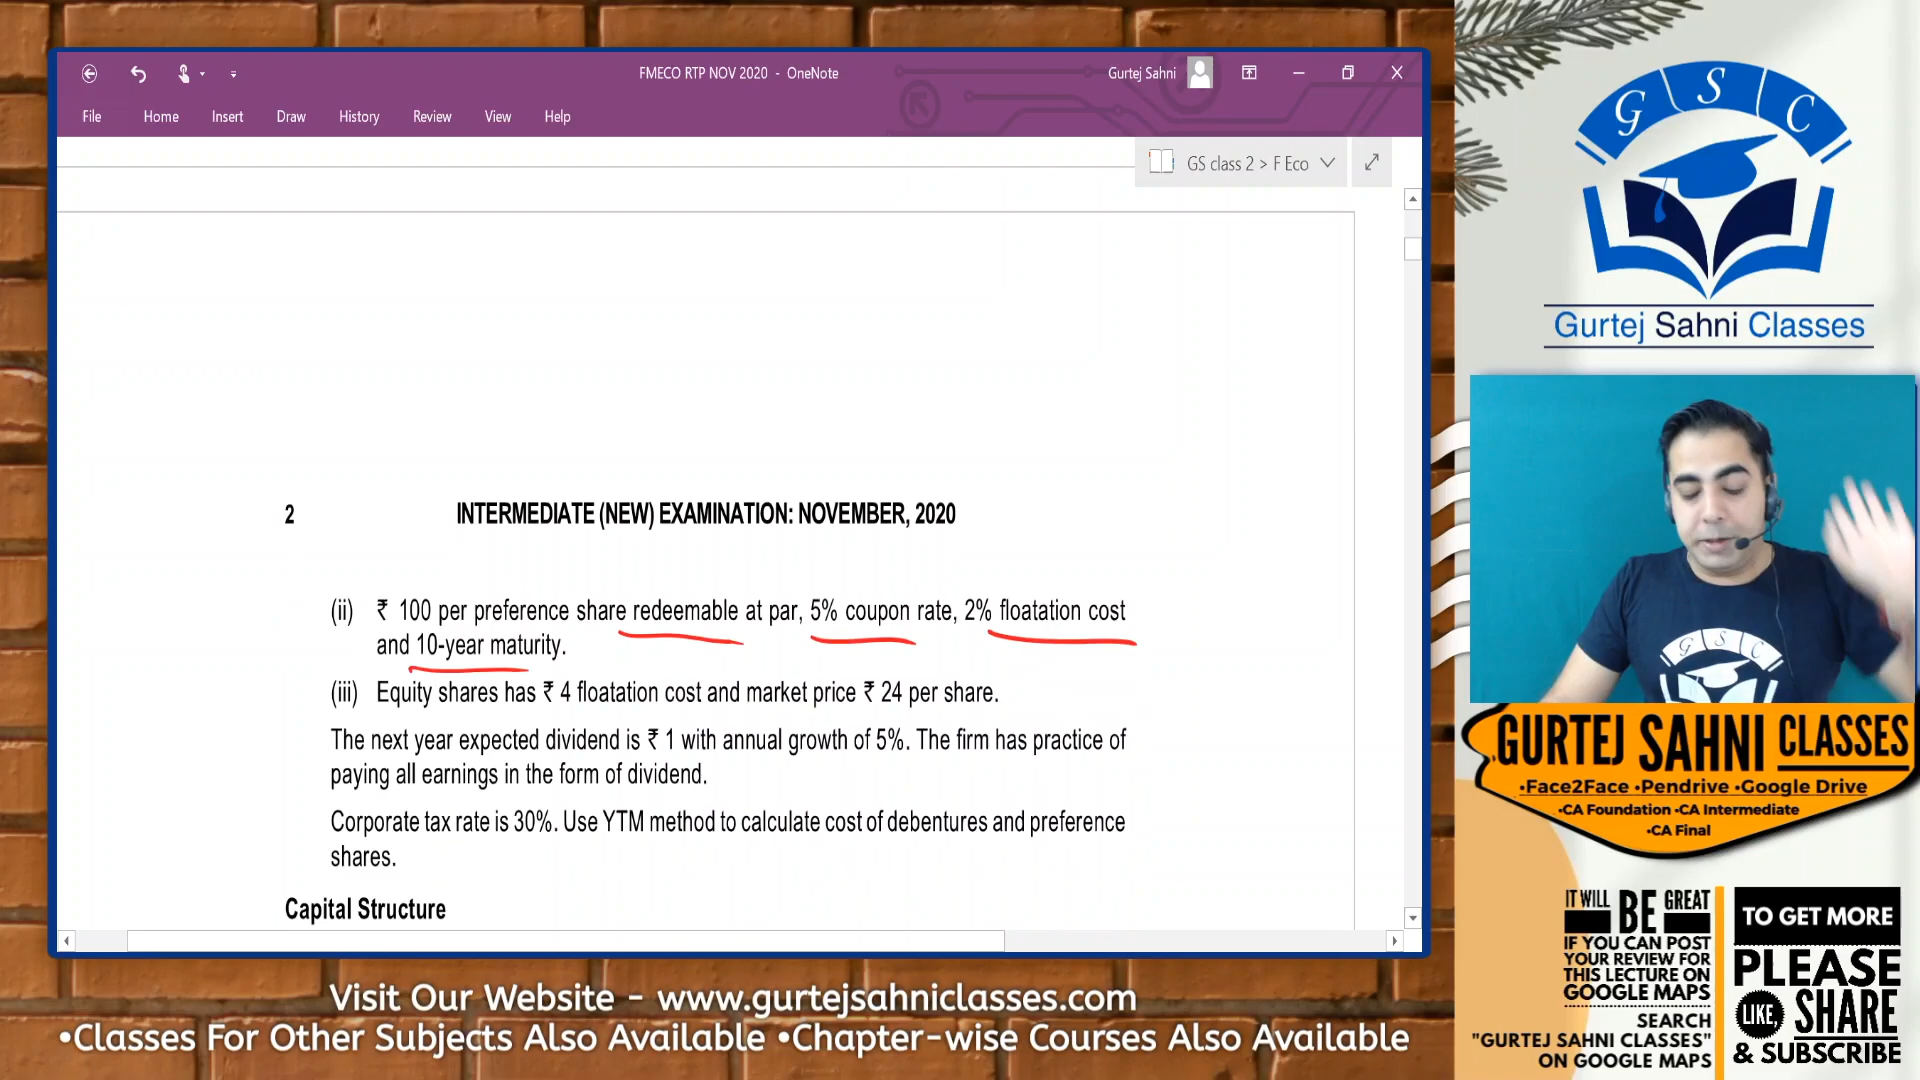 FMECO RTP NOV 2020 - OneNote
Gurtej Sahni
File Home Insert Draw History Review View Help
GS class 2 > F Eco
2 INTERMEDIATE (NEW) EXAMINATION: NOVEMBER, 2020
(ii) ₹ 100 per preference share redeemable at par, 5% coupon rate, 2% floatation cost
and 10-year maturity.
(iii) Equity shares has ₹ 4 floatation cost and market price ₹ 24 per share.
The next year expected dividend is ₹ 1 with annual growth of 5%. The firm has practice of
paying all earnings in the form of dividend.
Corporate tax rate is 30%. Use YTM method to calculate cost of debentures and preference
shares.
Capital Structure
G S C
Gurtej Sahni Classes
G S C
GURTEJ SAHNI CLASSES
•Face2Face •Pendrive •Google Drive
•CA Foundation •CA Intermediate
•CA Final
IT WILL BE GREAT
IF YOU CAN POST
YOUR REVIEW FOR
THIS LECTURE ON
GOOGLE MAPS
SEARCH
"GURTEJ SAHNI CLASSES"
ON GOOGLE MAPS
TO GET MORE
PLEASE
LIKE, SHARE
& SUBSCRIBE
Visit Our Website - www.gurtejsahniclasses.com
•Classes For Other Subjects Also Available •Chapter-wise Courses Also Available